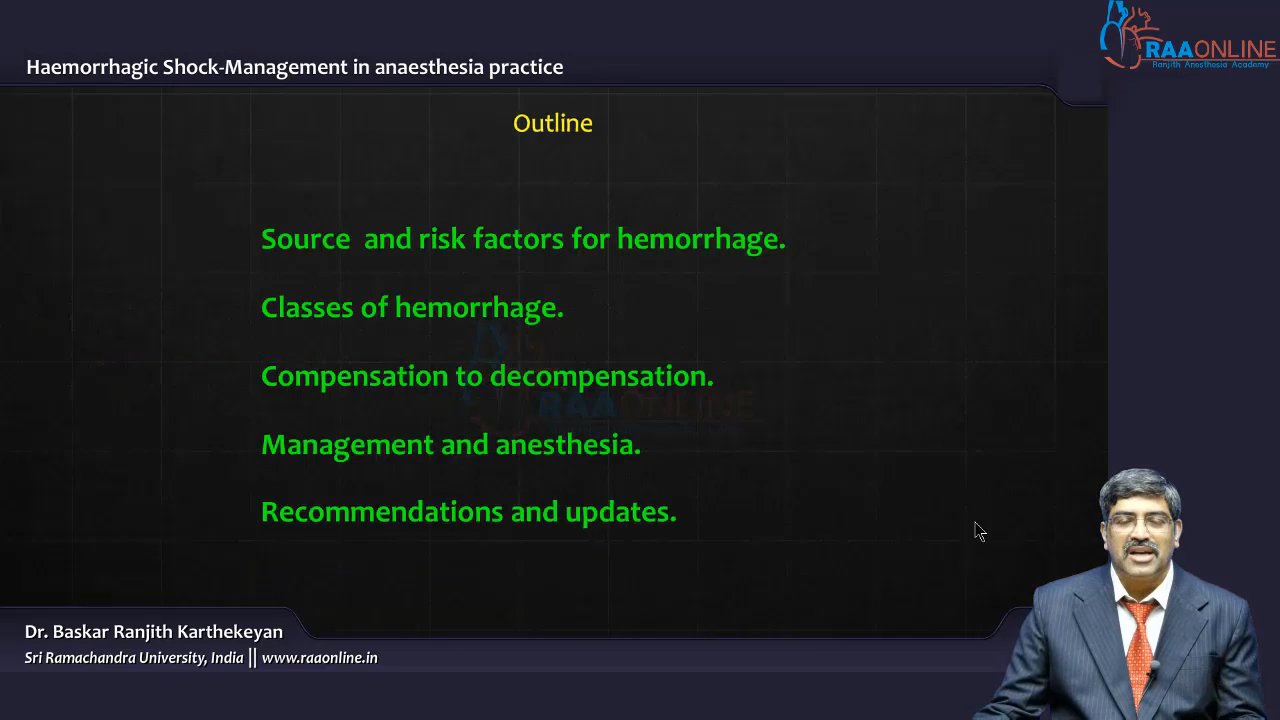 RAAONLINE
Ranjith Anesthesia Academy
Haemorrhagic Shock-Management in anaesthesia practice
Outline
Source and risk factors for hemorrhage.
Classes of hemorrhage.
Compensation to decompensation.
RAAONLINE
Management and anesthesia.
Recommendations and updates.
Dr. Baskar Ranjith Karthekeyan
Sri Ramachandra University, India || www.raaonline.in